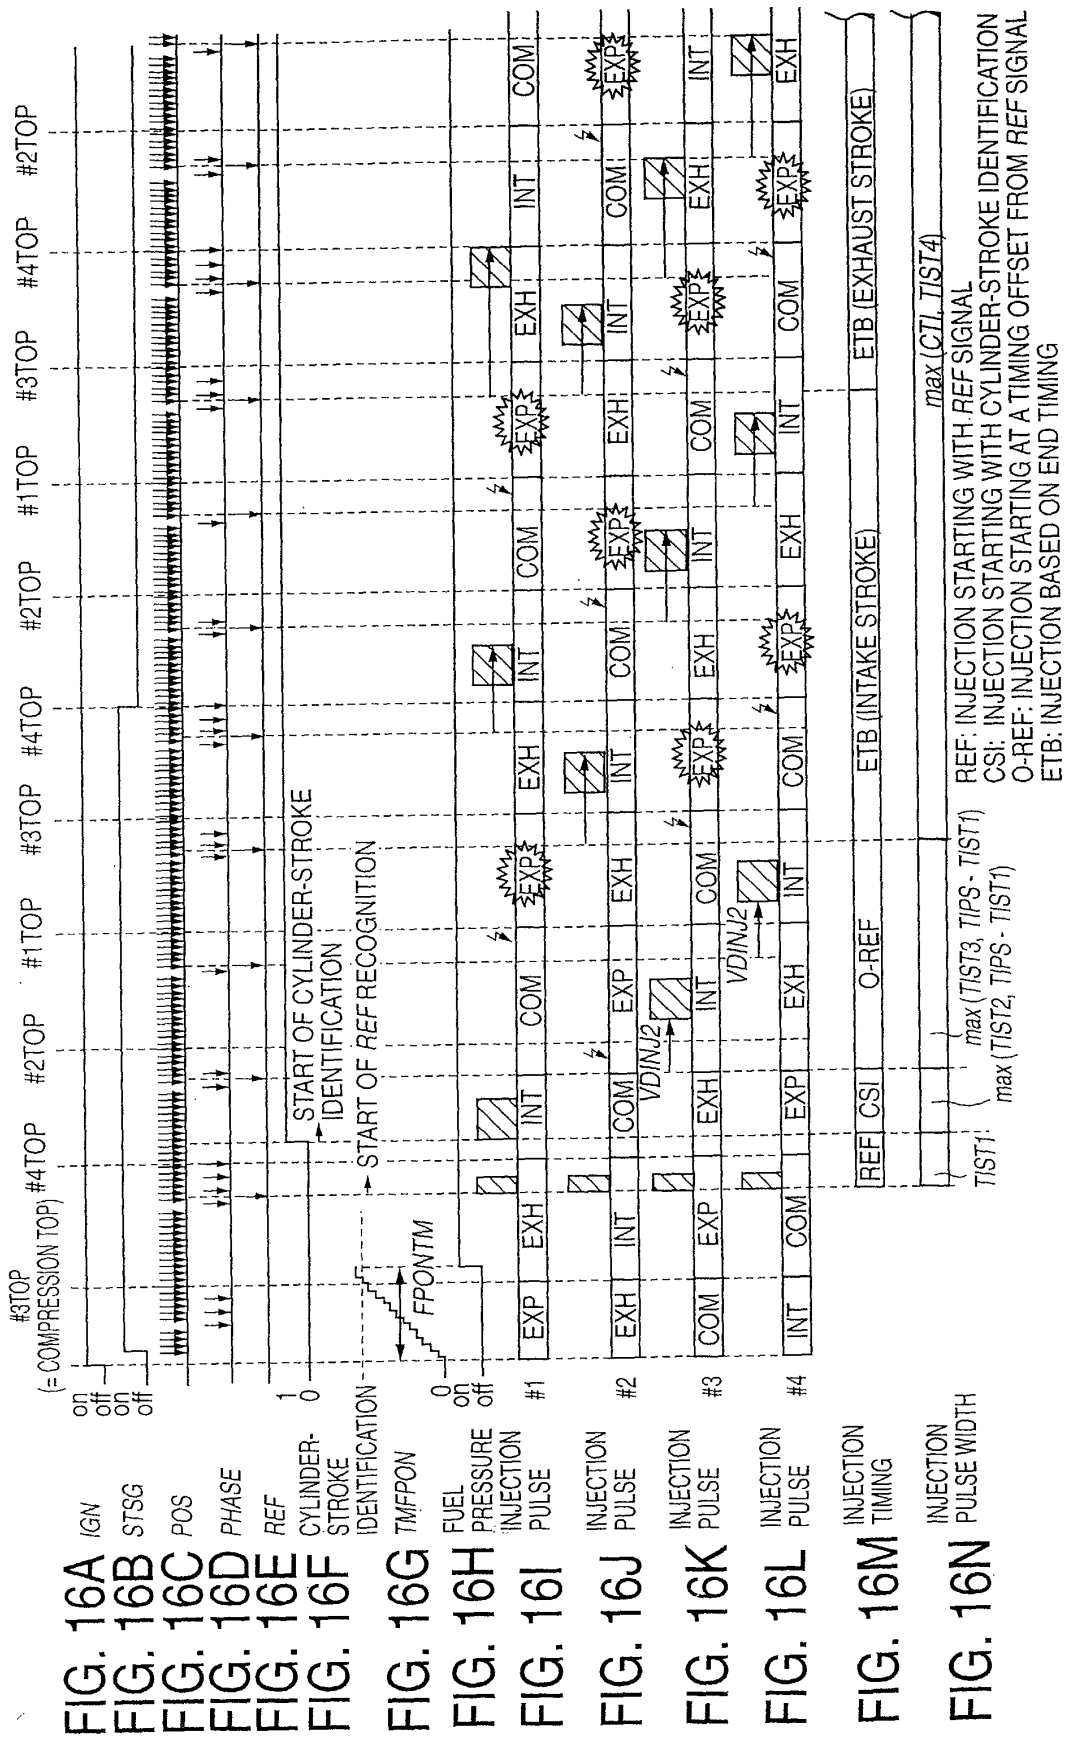 #3TOP
(= COMPRESSION TOP) #4TOP #2TOP #1TOP #3TOP #4TOP #2TOP #1TOP #3TOP #4TOP #2TOP
FIG. 16A IGN on off
FIG. 16B STSG on off
FIG. 16C POS
FIG. 16D PHASE
FIG. 16E REF
FIG. 16F CYLINDER-STROKE IDENTIFICATION 1 0
START OF CYLINDER-STROKE
IDENTIFICATION
START OF REF RECOGNITION
FIG. 16G TMFPON 0
FPONTM
FIG. 16H FUEL PRESSURE on off
FIG. 16I INJECTION PULSE #1 EXP EXH INT COM EXP EXH INT COM EXP EXH INT COM
FIG. 16J INJECTION PULSE #2 EXH INT COM EXP EXH INT COM EXP EXH INT COM EXP
VDINJ2
FIG. 16K INJECTION PULSE #3 COM EXP EXH INT COM EXP EXH INT COM EXP EXH INT
VDINJ2
FIG. 16L INJECTION PULSE #4 INT COM EXP EXH INT COM EXP EXH INT COM EXP EXH
FIG. 16M INJECTION TIMING REF CSI O-REF ETB (INTAKE STROKE) ETB (EXHAUST STROKE)
FIG. 16N INJECTION PULSE WIDTH max (CTI, TIST4)
TIST1
max (TIST2, TIPS - TIST1)
max (TIST3, TIPS - TIST1)
REF: INJECTION STARTING WITH REF SIGNAL
CSI: INJECTION STARTING WITH CYLINDER-STROKE IDENTIFICATION
O-REF: INJECTION STARTING AT A TIMING OFFSET FROM REF SIGNAL
ETB: INJECTION BASED ON END TIMING